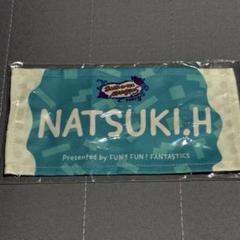 NATSUKI.H
Presented by FUN! FUN! FANTASTICS